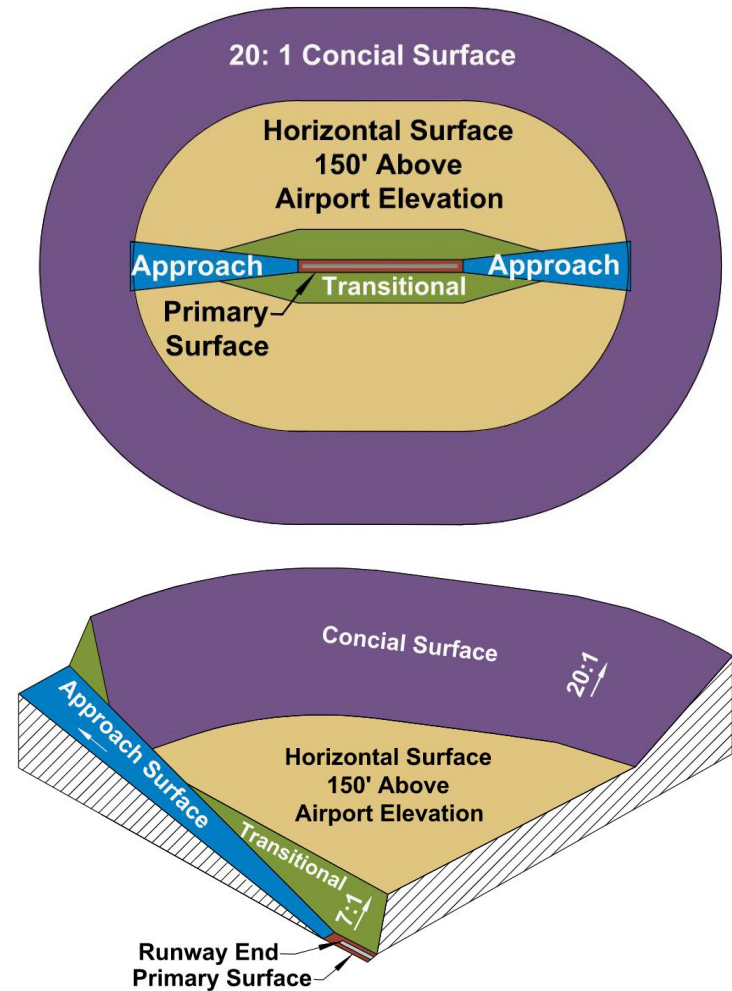 20: 1 Concial Surface
Horizontal Surface
150' Above
Airport Elevation
Approach
Approach
Transitional
Primary
Surface
Concial Surface
20:1
Approach Surface
Horizontal Surface
150' Above
Airport Elevation
Transitional
7:1
Runway End
Primary Surface